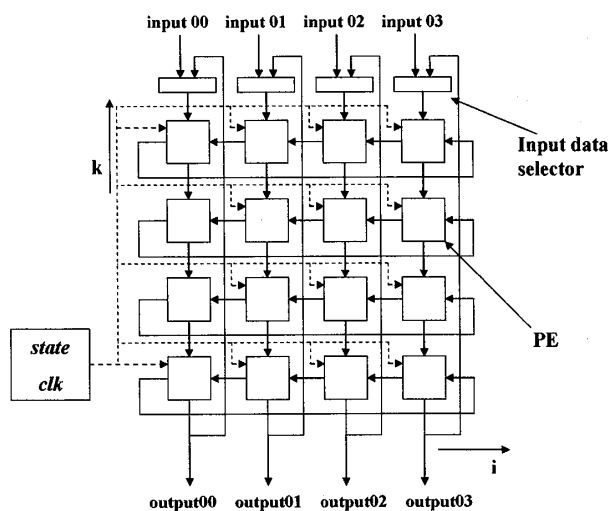 input 00 input 01 input 02 input 03
Input data
selector
k
PE
state
clk
i
output00 output01 output02 output03